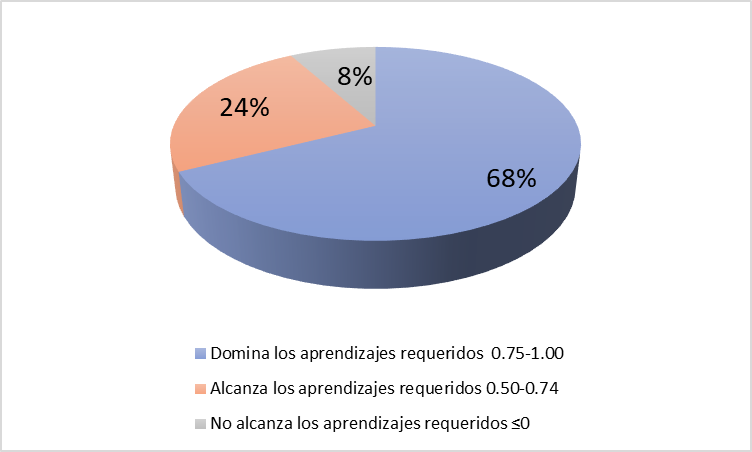 8%
24%
68%
Domina los aprendizajes requeridos  0.75-1.00
Alcanza los aprendizajes requeridos 0.50-0.74
No alcanza los aprendizajes requeridos ≤0